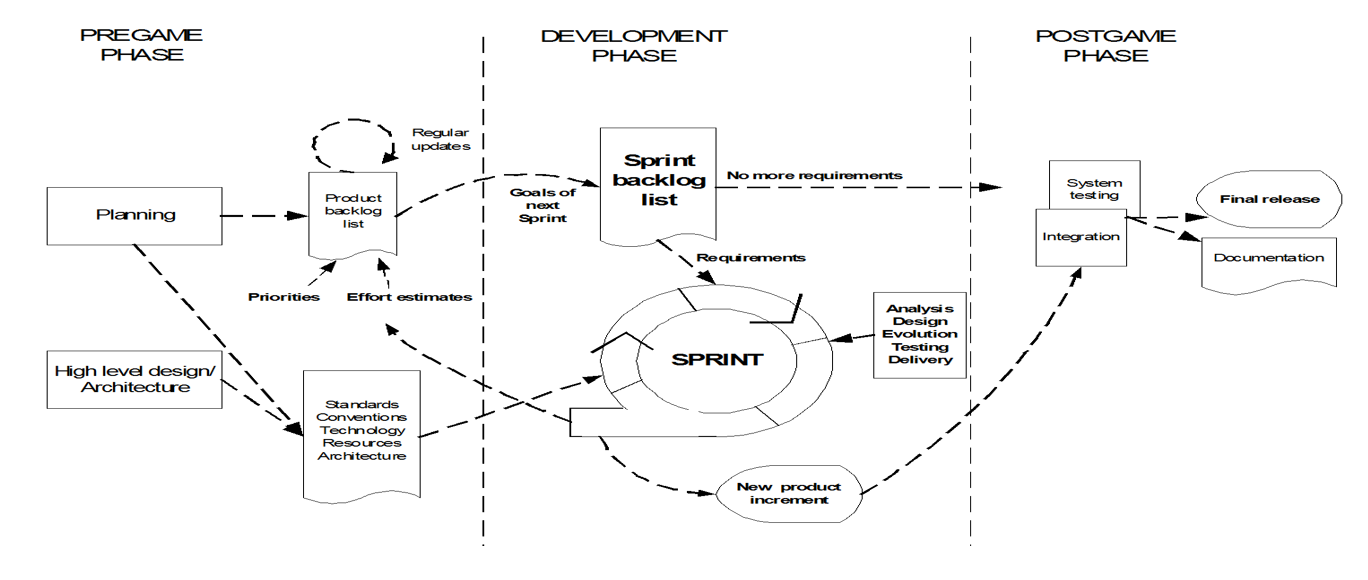 PREGAME
PHASE
DEVELOPMENT
PHASE
POSTGAME
PHASE
Regular
updates
Planning
Product
backlog
list
Priorities
Effort estimates
High level design/
Architecture
Standards
Conventions
Technology
Resources
Architecture
Goals of
next
Sprint
Sprint
backlog
list
No more requirements
Requirements
SPRINT
Analysis
Design
Evolution
Testing
Delivery
New product
increment
System
testing
Integration
Final release
Documentation